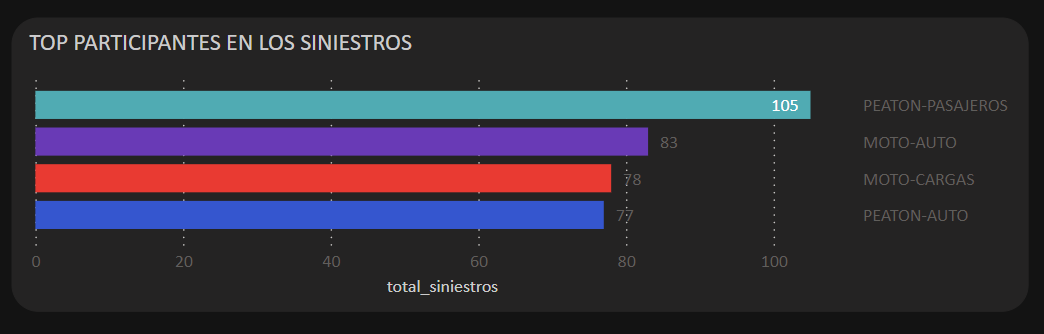 TOP PARTICIPANTES EN LOS SINIESTROS
105 PEATON-PASAJEROS
83 MOTO-AUTO
78 MOTO-CARGAS
77 PEATON-AUTO
0 20 40 60 80 100
total_siniestros